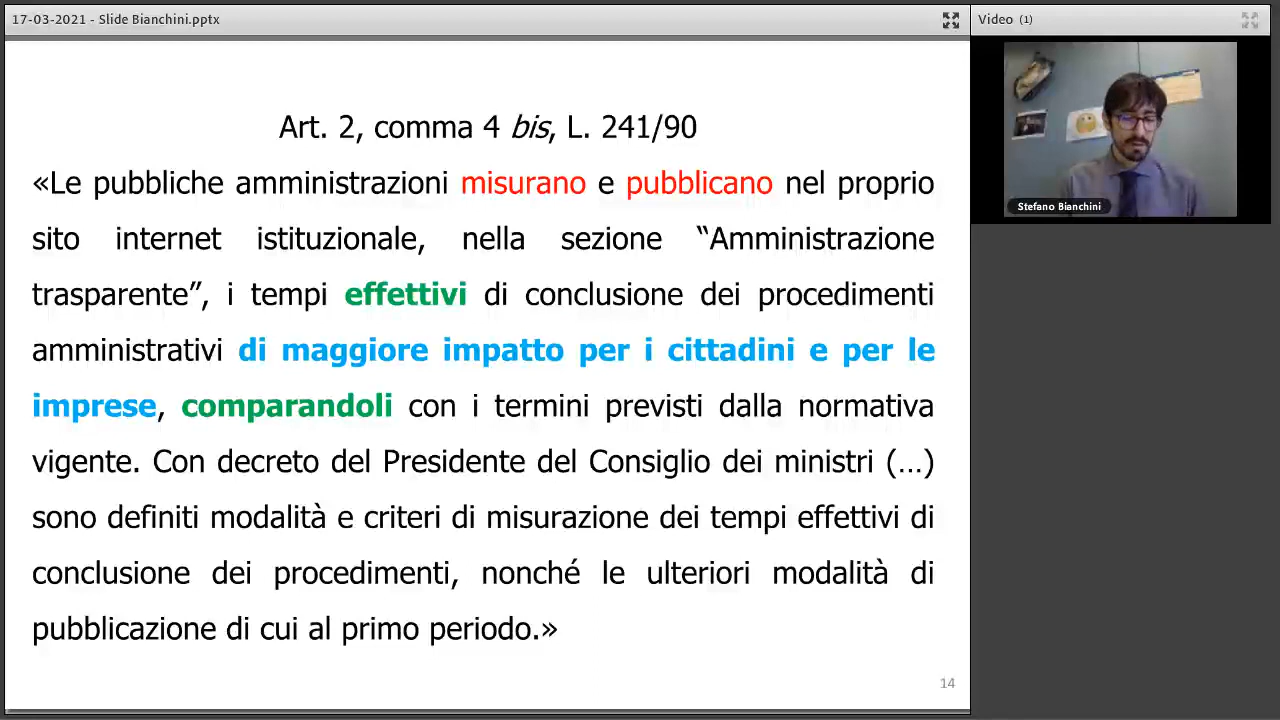 17-03-2021 - Slide Bianchini.pptx
Video (1)
Art. 2, comma 4 bis, L. 241/90
«Le pubbliche amministrazioni misurano e pubblicano nel proprio
sito internet istituzionale, nella sezione “Amministrazione
trasparente”, i tempi effettivi di conclusione dei procedimenti
amministrativi di maggiore impatto per i cittadini e per le
imprese, comparandoli con i termini previsti dalla normativa
vigente. Con decreto del Presidente del Consiglio dei ministri (…)
sono definiti modalità e criteri di misurazione dei tempi effettivi di
conclusione dei procedimenti, nonché le ulteriori modalità di
pubblicazione di cui al primo periodo.»
14
Stefano Bianchini